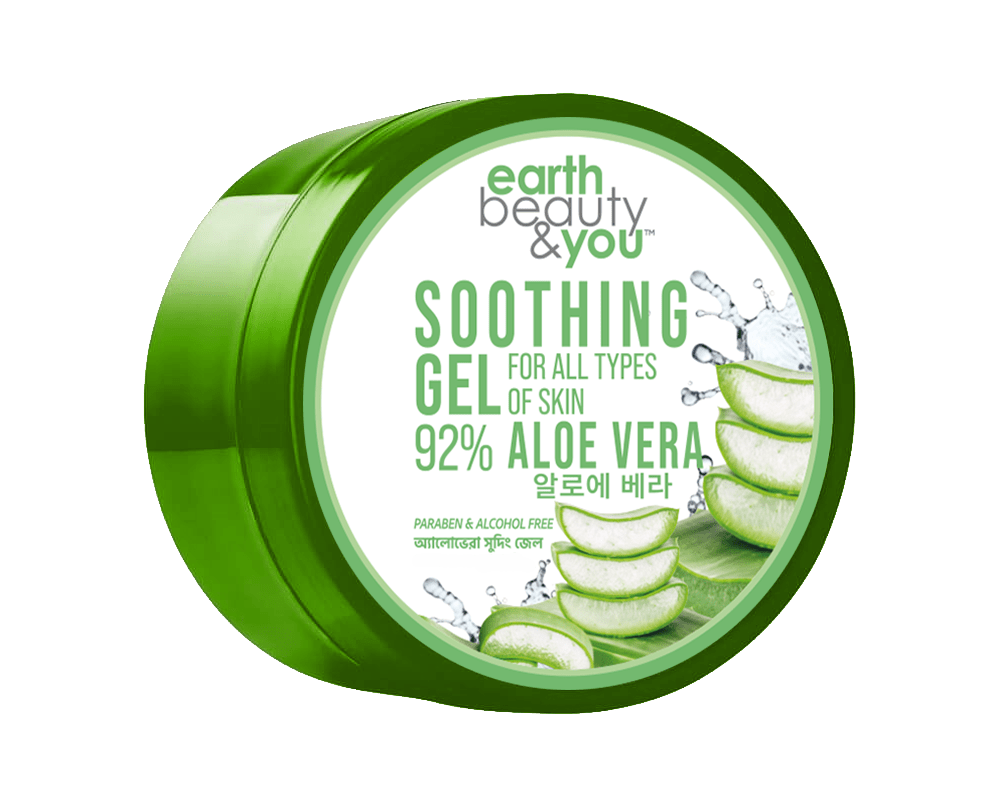 earth
beauty
&you™
SOOTHING
GEL FOR ALL TYPES
OF SKIN
92% ALOE VERA
알로에 베라
PARABEN & ALCOHOL FREE
অ্যালোভেরা সুদিং জেল